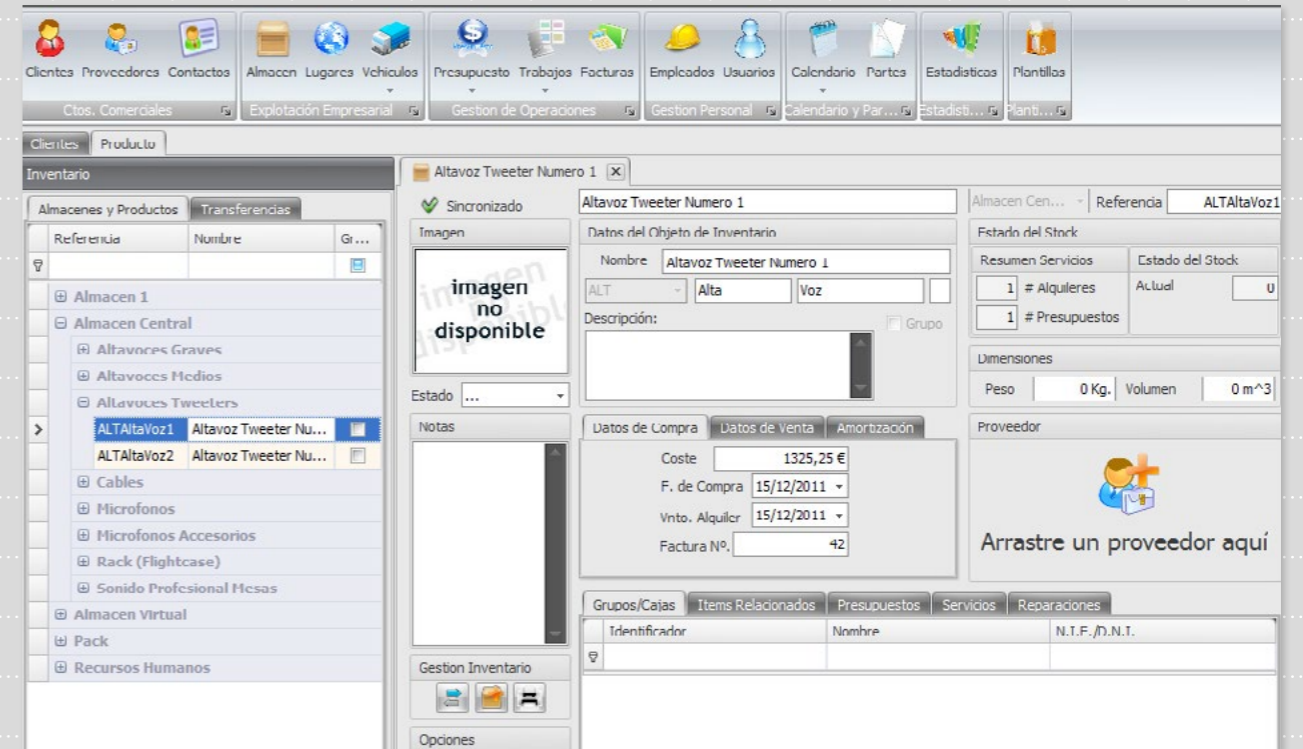 Clientes Proveedores Contactos Almacen Lugares Vehiculos Presupuesto Trabajos Facturas Empleados Usuarios Calendario Partes Estadisticas Plantillas
Ctos. Comerciales Explotación Empresarial Gestion de Operaciones Gestion Personal Calendario y Par... Estadisti... Planti...
Clientes Producto
Inventario
Almacenes y Productos Transferencias
Referencia Nombre Gr...
Almacen 1
Almacen Central
Altavoces Graves
Altavoces Medios
Altavoces Tweeters
ALTAltaVoz1 Altavoz Tweeter Nu...
ALTAltaVoz2 Altavoz Tweeter Nu...
Cables
Microfonos
Microfonos Accesorios
Rack (Flightcase)
Sonido Profesional Mesas
Almacen Virtual
Pack
Recursos Humanos
Altavoz Tweeter Numero 1
Sincronizado
Altavoz Tweeter Numero 1
Almacen Cen... Referencia ALTAltaVoz1
Imagen
imagen
no
disponible
Estado ...
Notas
Gestion Inventario
Opciones
Datos del Objeto de Inventario
Nombre Altavoz Tweeter Numero 1
ALT Alta Voz
Descripción: Grupo
Estado del Stock
Resumen Servicios Estado del Stock
1 # Alquileres Actual 0
1 # Presupuestos
Dimensiones
Peso 0 Kg. Volumen 0 m^3
Datos de Compra Datos de Venta Amortización
Coste 1325,25 €
F. de Compra 15/12/2011
Vnto. Alquiler 15/12/2011
Factura Nº. 42
Proveedor
Arrastre un proveedor aquí
Grupos/Cajas Items Relacionados Presupuestos Servicios Reparaciones
Identificador Nombre N.I.F./D.N.I.